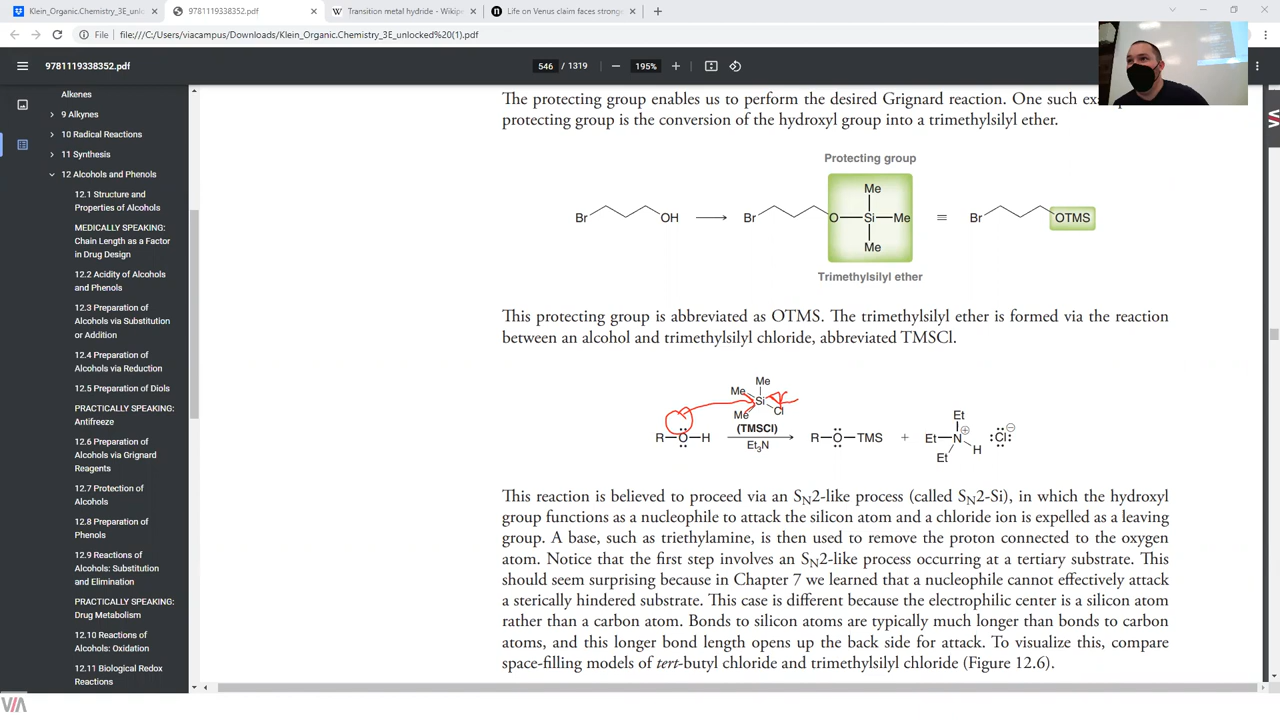 Klein_Organic.Chemistry_3E_unloc
9781119338352.pdf
Transition metal hydride - Wikipe
Life on Venus claim faces stronge
File
file:///C:/Users/viacampus/Downloads/Klein_Organic.Chemistry_3E_unlocked%20(1).pdf
9781119338352.pdf
546 / 1319
195%
Alkenes
9 Alkynes
10 Radical Reactions
11 Synthesis
12 Alcohols and Phenols
12.1 Structure and
Properties of Alcohols
MEDICALLY SPEAKING:
Chain Length as a Factor
in Drug Design
12.2 Acidity of Alcohols
and Phenols
12.3 Preparation of
Alcohols via Substitution
or Addition
12.4 Preparation of
Alcohols via Reduction
12.5 Preparation of Diols
PRACTICALLY SPEAKING:
Antifreeze
12.6 Preparation of
Alcohols via Grignard
Reagents
12.7 Protection of
Alcohols
12.8 Preparation of
Phenols
12.9 Reactions of
Alcohols: Substitution
and Elimination
PRACTICALLY SPEAKING:
Drug Metabolism
12.10 Reactions of
Alcohols: Oxidation
12.11 Biological Redox
Reactions
The protecting group enables us to perform the desired Grignard reaction. One such
protecting group is the conversion of the hydroxyl group into a trimethylsilyl ether.
Protecting group
Me
Br OH Br O Si Me ≡ Br OTMS
Me
Trimethylsilyl ether
This protecting group is abbreviated as OTMS. The trimethylsilyl ether is formed via the reaction
between an alcohol and trimethylsilyl chloride, abbreviated TMSCl.
Me
Me Si
Me Cl
(TMSCl)
R O H Et3N R O TMS + Et N H Cl
Et
Et
This reaction is believed to proceed via an SN2-like process (called SN2-Si), in which the hydroxyl
group functions as a nucleophile to attack the silicon atom and a chloride ion is expelled as a leaving
group. A base, such as triethylamine, is then used to remove the proton connected to the oxygen
atom. Notice that the first step involves an SN2-like process occurring at a tertiary substrate. This
should seem surprising because in Chapter 7 we learned that a nucleophile cannot effectively attack
a sterically hindered substrate. This case is different because the electrophilic center is a silicon atom
rather than a carbon atom. Bonds to silicon atoms are typically much longer than bonds to carbon
atoms, and this longer bond length opens up the back side for attack. To visualize this, compare
space-filling models of tert-butyl chloride and trimethylsilyl chloride (Figure 12.6).
VIA